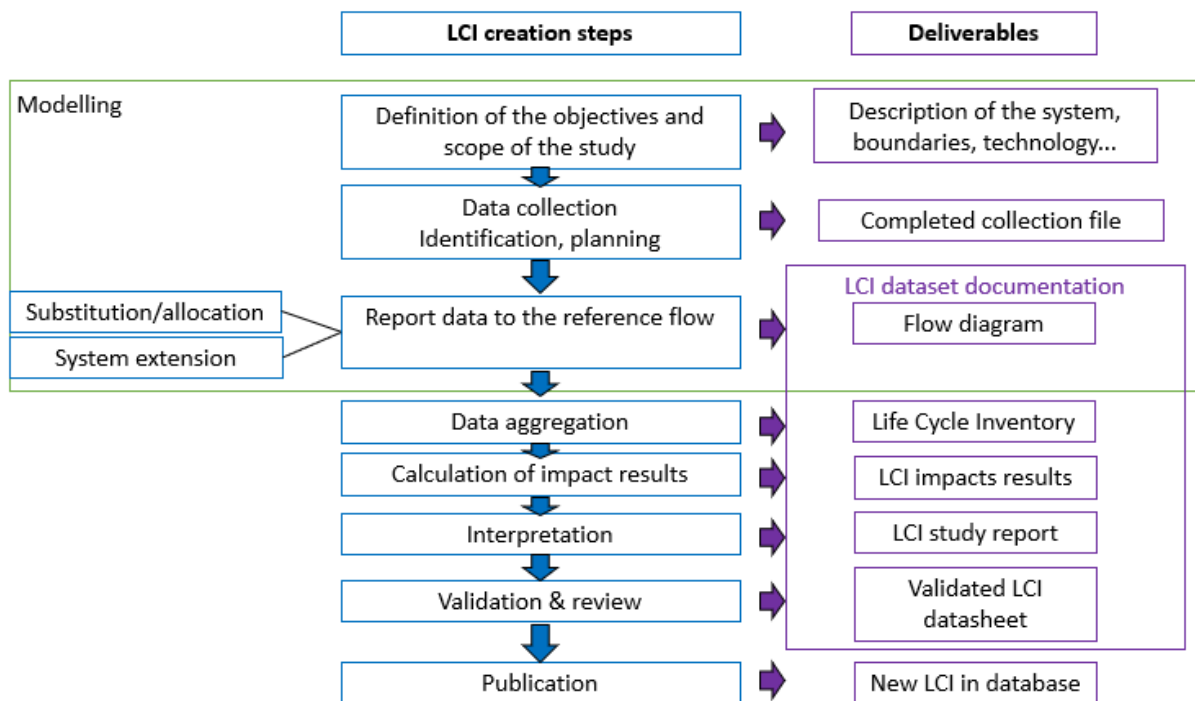 LCI creation steps
Deliverables
Modelling
Definition of the objectives and
scope of the study
Description of the system,
boundaries, technology...
Data collection
Identification, planning
Completed collection file
LCI dataset documentation
Substitution/allocation
System extension
Report data to the reference flow
Flow diagram
Data aggregation
Life Cycle Inventory
Calculation of impact results
LCI impacts results
Interpretation
LCI study report
Validation & review
Validated LCI
datasheet
Publication
New LCI in database